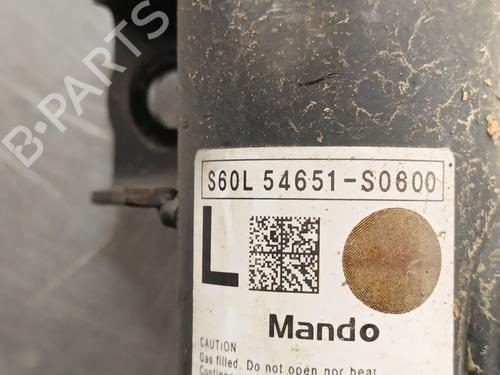 S60L 54651-S0600
L
Mando
CAUTION
Gas filled. Do not open nor heat
B-PARTS